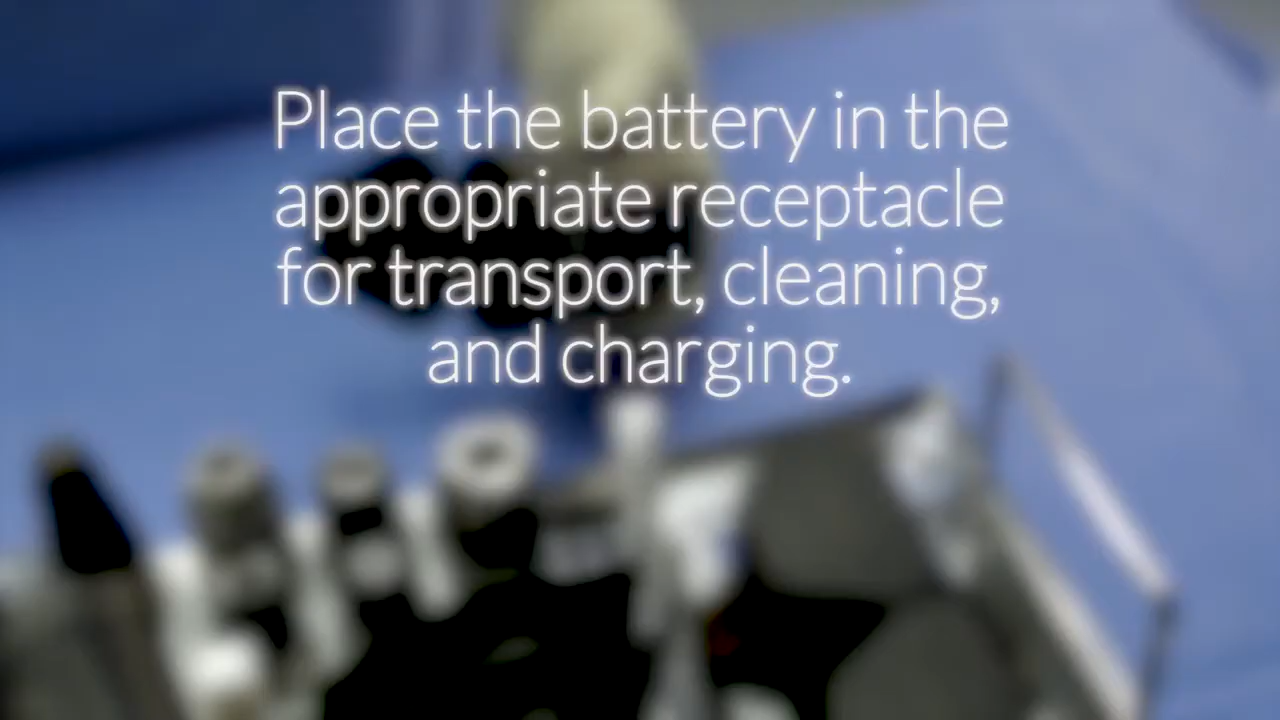 Place the battery in the
appropriate receptacle
for transport, cleaning,
and charging.